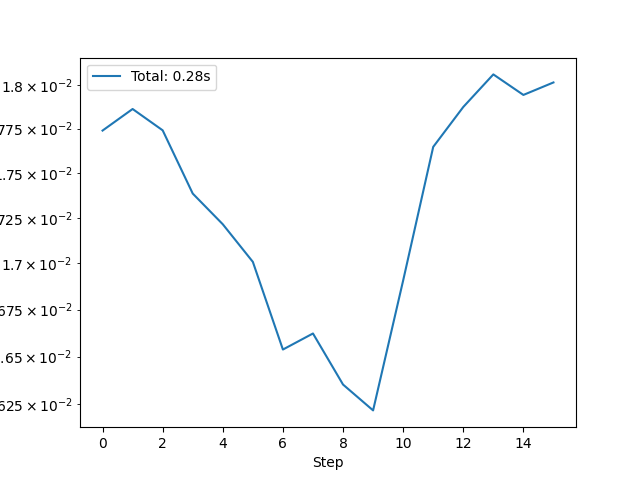 Total: 0.28s
1.8 × 10⁻²
775 × 10⁻²
.75 × 10⁻²
725 × 10⁻²
1.7 × 10⁻²
675 × 10⁻²
.65 × 10⁻²
625 × 10⁻²
0 2 4 6 8 10 12 14
Step